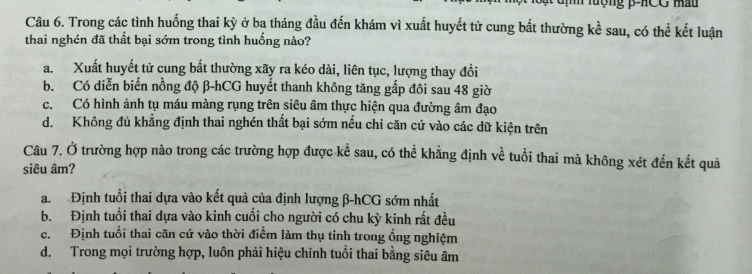 lượng β-hCG máu
Câu 6. Trong các tình huống thai kỳ ở ba tháng đầu đến khám vì xuất huyết tử cung bất thường kể sau, có thể kết luận
thai nghén đã thất bại sớm trong tình huống nào?
a. Xuất huyết tử cung bất thường xãy ra kéo dài, liên tục, lượng thay đổi
b. Có diễn biến nồng độ β-hCG huyết thanh không tăng gấp đôi sau 48 giờ
c. Có hình ảnh tụ máu màng rụng trên siêu âm thực hiện qua đường âm đạo
d. Không đủ khẳng định thai nghén thất bại sớm nếu chỉ căn cứ vào các dữ kiện trên
Câu 7. Ở trường hợp nào trong các trường hợp được kể sau, có thể khẳng định về tuổi thai mà không xét đến kết quả
siêu âm?
a. Định tuổi thai dựa vào kết quả của định lượng β-hCG sớm nhất
b. Định tuổi thai dựa vào kinh cuối cho người có chu kỳ kinh rất đều
c. Định tuổi thai căn cứ vào thời điểm làm thụ tinh trong ống nghiệm
d. Trong mọi trường hợp, luôn phải hiệu chỉnh tuổi thai bằng siêu âm